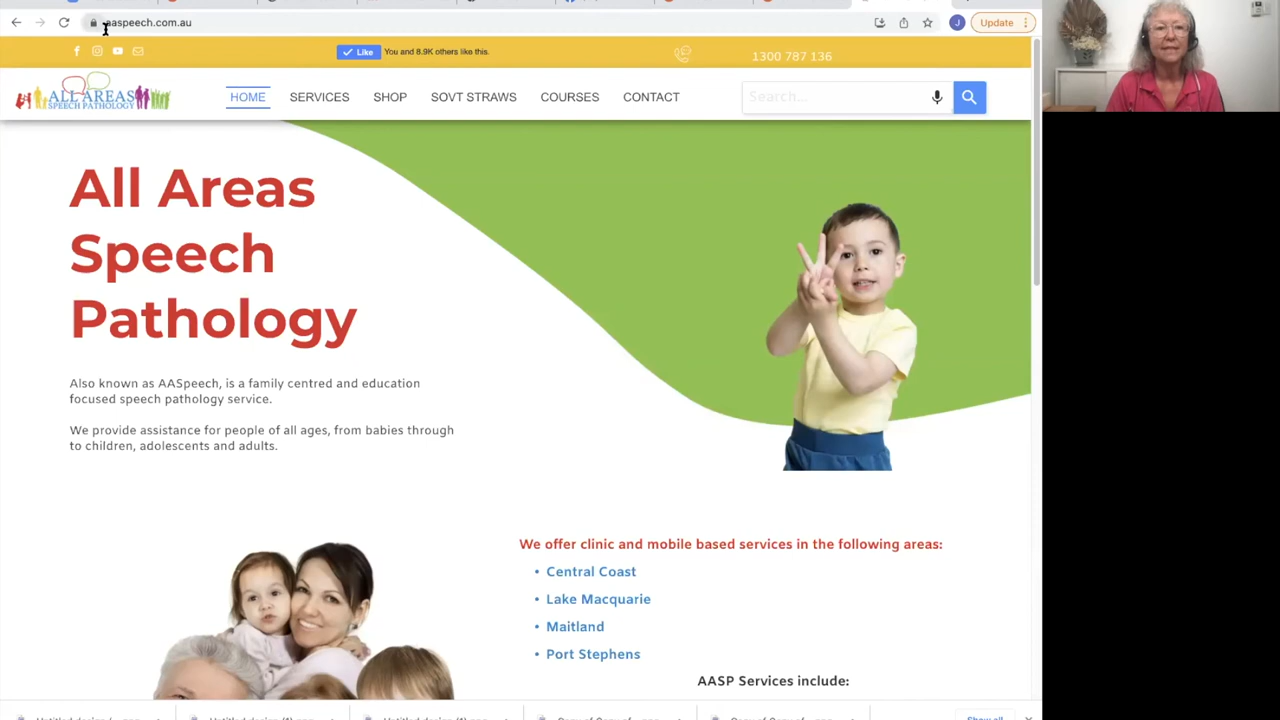 aaspeech.com.au
J
Update
Like
You and 8.9K others like this.
1300 787 136
ALL AREAS
SPEECH PATHOLOGY
HOME
SERVICES
SHOP
SOVT STRAWS
COURSES
CONTACT
Search...
All Areas
Speech
Pathology
Also known as AASpeech, is a family centred and education
focused speech pathology service.
We provide assistance for people of all ages, from babies through
to children, adolescents and adults.
We offer clinic and mobile based services in the following areas:
• Central Coast
• Lake Macquarie
• Maitland
• Port Stephens
AASP Services include: